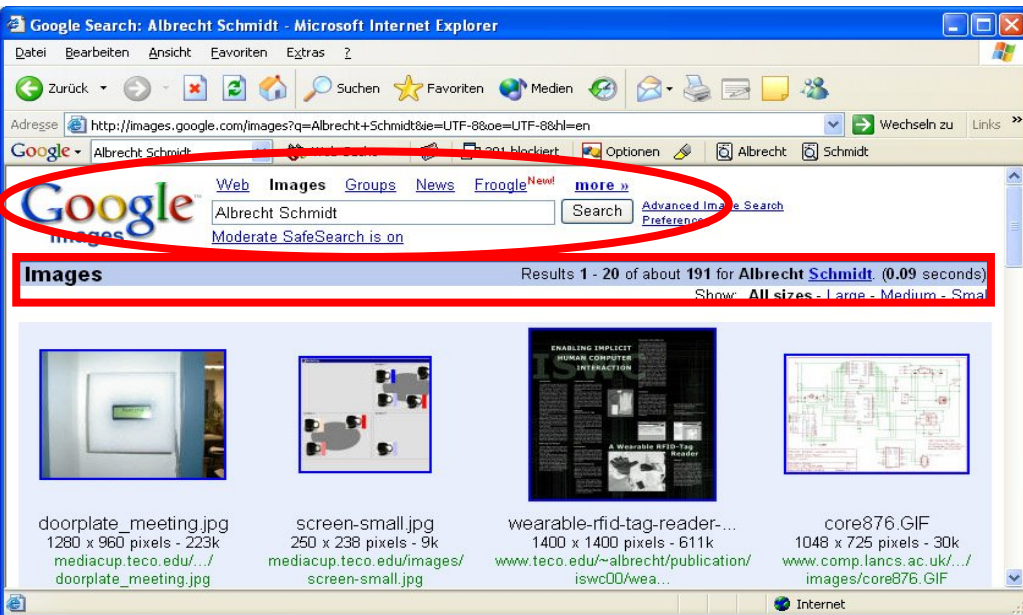 Google Search: Albrecht Schmidt - Microsoft Internet Explorer
Datei Bearbeiten Ansicht Favoriten Extras ?
Zurück Suchen Favoriten Medien
Adresse http://images.google.com/images?q=Albrecht+Schmidt&ie=UTF-8&oe=UTF-8&hl=en Wechseln zu Links »
Google Albrecht Schmidt blockiert Optionen Albrecht Schmidt
Web Images Groups News Froogle New! more »
Google™
Images
Albrecht Schmidt Search Advanced Image Search
Preferences
Moderate SafeSearch is on
Images Results 1 - 20 of about 191 for Albrecht Schmidt. (0.09 seconds)
Show: All sizes - Large - Medium - Small
ENABLING IMPLICIT
HUMAN COMPUTER
INTERACTION
ISWC
A Wearable RFID-Tag
Reader
doorplate_meeting.jpg screen-small.jpg wearable-rfid-tag-reader-... core876.GIF
1280 x 960 pixels - 223k 250 x 238 pixels - 9k 1400 x 1400 pixels - 611k 1048 x 725 pixels - 30k
mediacup.teco.edu/.../ mediacup.teco.edu/images/ www.teco.edu/~albrecht/publication/ www.comp.lancs.ac.uk/.../
doorplate_meeting.jpg screen-small.jpg iswc00/wea... images/core876.GIF
Internet